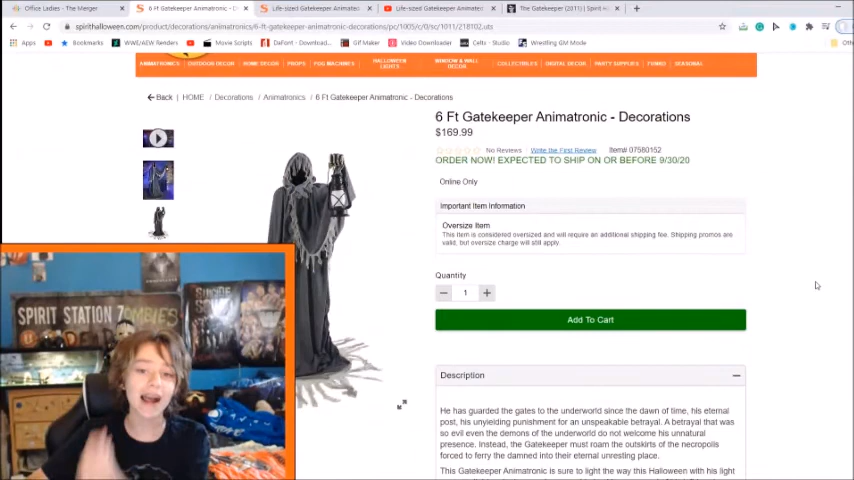 Office Ladies - The Merger
6 Ft Gatekeeper Animatronic - D
Life-sized Gatekeeper Animatro
Life-sized Gatekeeper Animatro
The Gatekeeper (2011) | Spirit H
spirithalloween.com/product/decorations/animatronics/6-ft-gatekeeper-animatronic-decorations/pc/1005/c/0/sc/1011/218102.uts
Apps
Bookmarks
WWE/AEW Renders
Movie Scripts
DaFont - Download...
Gif Maker
Video Downloader
Celtx - Studio
Wrestling GM Mode
ANIMATRONICS
OUTDOOR DECOR
HOME DECOR
PROPS
FOG MACHINES
HALLOWEEN LIGHTS
WINDOW & WALL DECOR
COLLECTIBLES
DIGITAL DECOR
PARTY SUPPLIES
FUNKO
SEASONAL
Back | HOME / Decorations / Animatronics / 6 Ft Gatekeeper Animatronic - Decorations
6 Ft Gatekeeper Animatronic - Decorations
$169.99
No Reviews Write the First Review Item# 07580152
ORDER NOW! EXPECTED TO SHIP ON OR BEFORE 9/30/20
Online Only
Important Item Information
Oversize Item
This item is considered oversized and will require an additional shipping fee. Shipping promos are
valid, but oversize charge will still apply.
Quantity
1
Add To Cart
Description
He has guarded the gates to the underworld since the dawn of time, his eternal
post, his unyielding punishment for an unspeakable betrayal. A betrayal that was
so evil even the demons of the underworld do not welcome his unnatural
presence. Instead, the Gatekeeper must roam the outskirts of the necropolis
forced to ferry the damned into their eternal unresting place.
This Gatekeeper Animatronic is sure to light the way this Halloween with his light
SPIRIT STATION ZOMBIES
SUICIDE